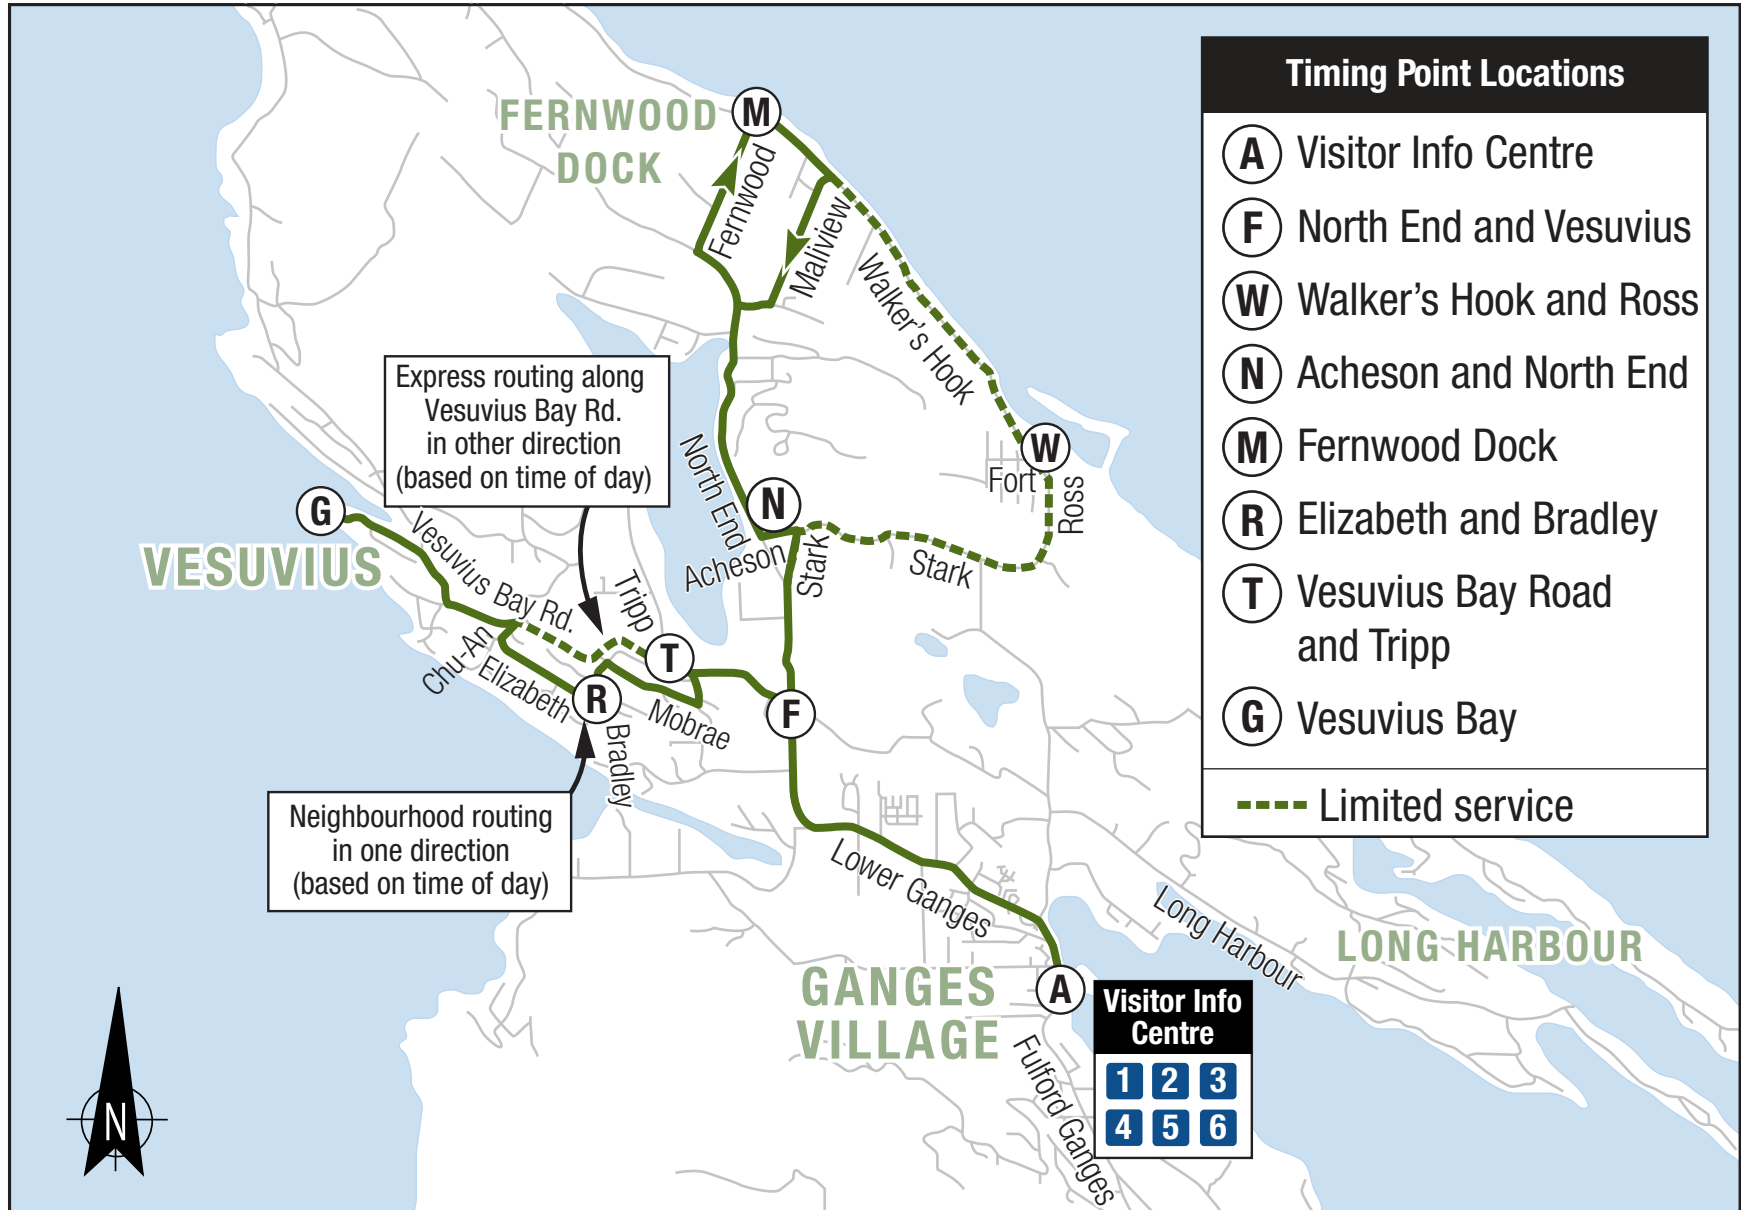 FERNWOOD
DOCK
M
Fernwood
Maliview
Walker's Hook
Express routing along
Vesuvius Bay Rd.
in other direction
(based on time of day)
North End
N
W
Fort
Ross
Acheson
Stark
Stark
G
VESUVIUS
Vesuvius Bay Rd.
Tripp
T
Chu-An
Elizabeth
R
Mobrae
Bradley
F
Neighbourhood routing
in one direction
(based on time of day)
Lower Ganges
Long Harbour
LONG HARBOUR
GANGES
VILLAGE
A
Visitor Info
Centre
1 2 3
4 5 6
Fulford Ganges
N
Timing Point Locations
A Visitor Info Centre
F North End and Vesuvius
W Walker's Hook and Ross
N Acheson and North End
M Fernwood Dock
R Elizabeth and Bradley
T Vesuvius Bay Road
and Tripp
G Vesuvius Bay
Limited service